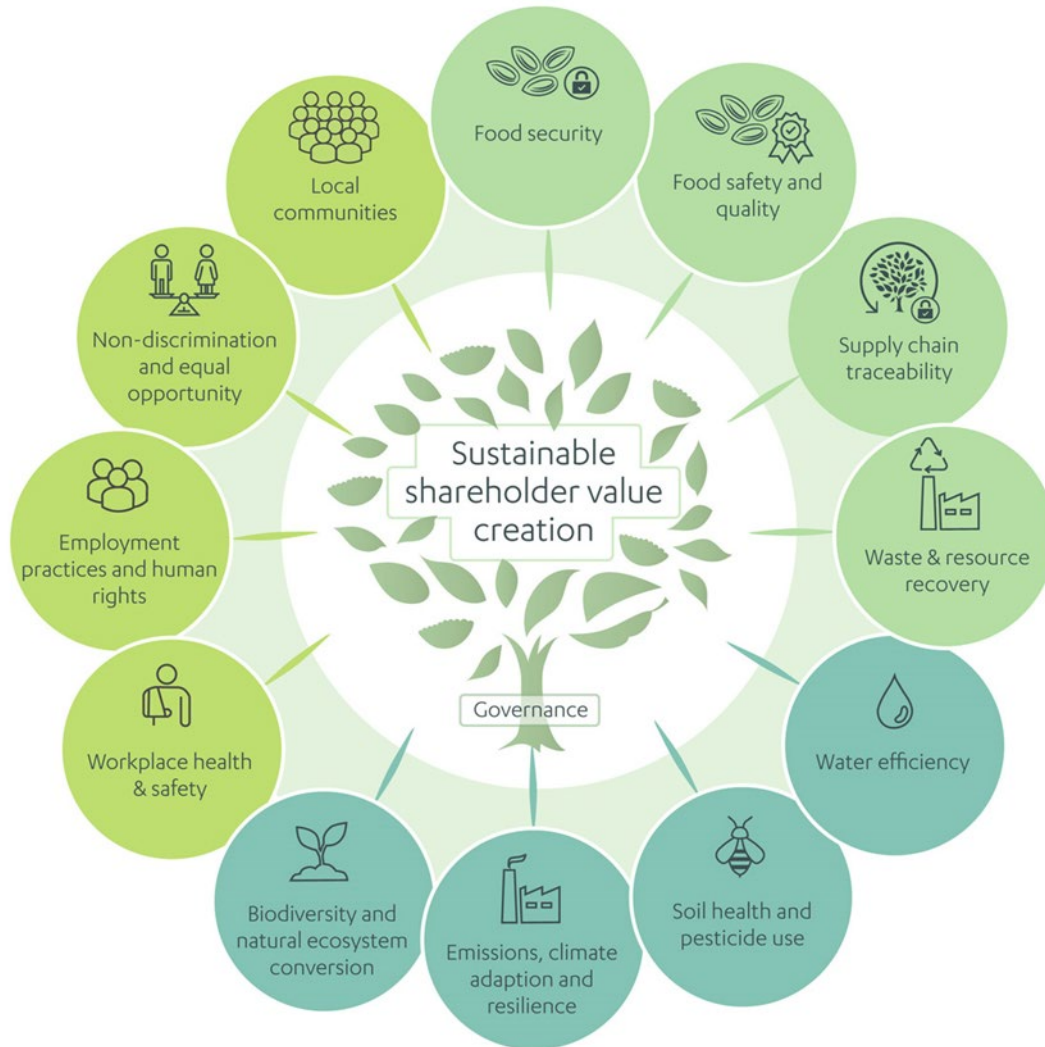 Food security
Food safety and
quality
Supply chain
traceability
Waste & resource
recovery
Water efficiency
Soil health and
pesticide use
Emissions, climate
adaption and
resilience
Biodiversity and
natural ecosystem
conversion
Workplace health
& safety
Employment
practices and human
rights
Non-discrimination
and equal
opportunity
Local
communities
Sustainable
shareholder value
creation
Governance